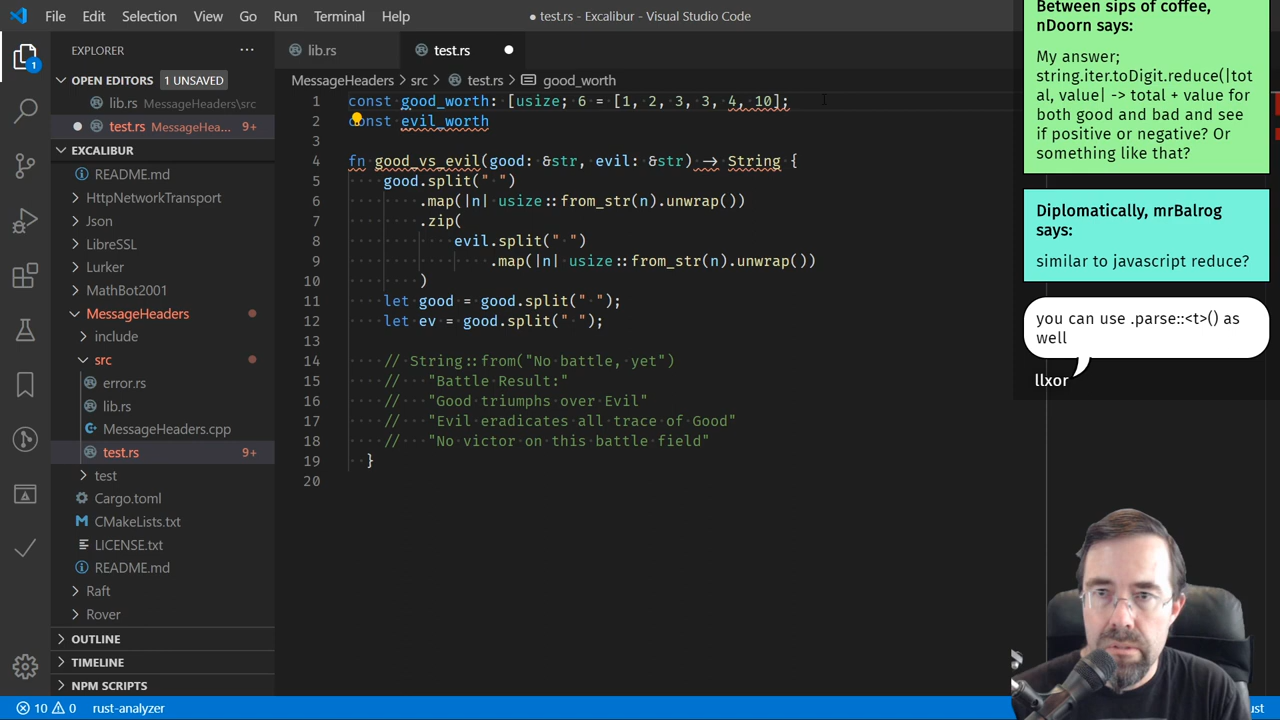 File Edit Selection View Go Run Terminal Help
● test.rs - Excalibur - Visual Studio Code
EXPLORER ···
OPEN EDITORS 1 UNSAVED
lib.rs MessageHeaders\src
● test.rs MessageHea... 9+
EXCALIBUR
README.md
HttpNetworkTransport
Json
LibreSSL
Lurker
MathBot2001
MessageHeaders
include
src
error.rs
lib.rs
MessageHeaders.cpp
test.rs 9+
test
Cargo.toml
CMakeLists.txt
LICENSE.txt
README.md
Raft
Rover
OUTLINE
TIMELINE
NPM SCRIPTS
1
lib.rs test.rs ●
MessageHeaders > src > test.rs > good_worth
1 const good_worth: [usize; 6 = [1, 2, 3, 3, 4, 10];
2 const evil_worth
3
4 fn good_vs_evil(good: &str, evil: &str) -> String {
5 good.split(" ")
6 .map(|n| usize::from_str(n).unwrap())
7 .zip(
8 evil.split(" ")
9 .map(|n| usize::from_str(n).unwrap())
10 )
11 let good = good.split(" ");
12 let ev = good.split(" ");
13
14 // String::from("No battle, yet")
15 // "Battle Result:"
16 // "Good triumphs over Evil"
17 // "Evil eradicates all trace of Good"
18 // "No victor on this battle field")
19 }
20
Between sips of coffee,
nDoorn says:
My answer;
string.iter.toDigit.reduce(|tot
al, value| -> total + value for
both good and bad and see
if positive or negative? Or
something like that?
Diplomatically, mrBalrog
says:
similar to javascript reduce?
you can use .parse::<t>() as
well
llxor
10 0 rust-analyzer
ust